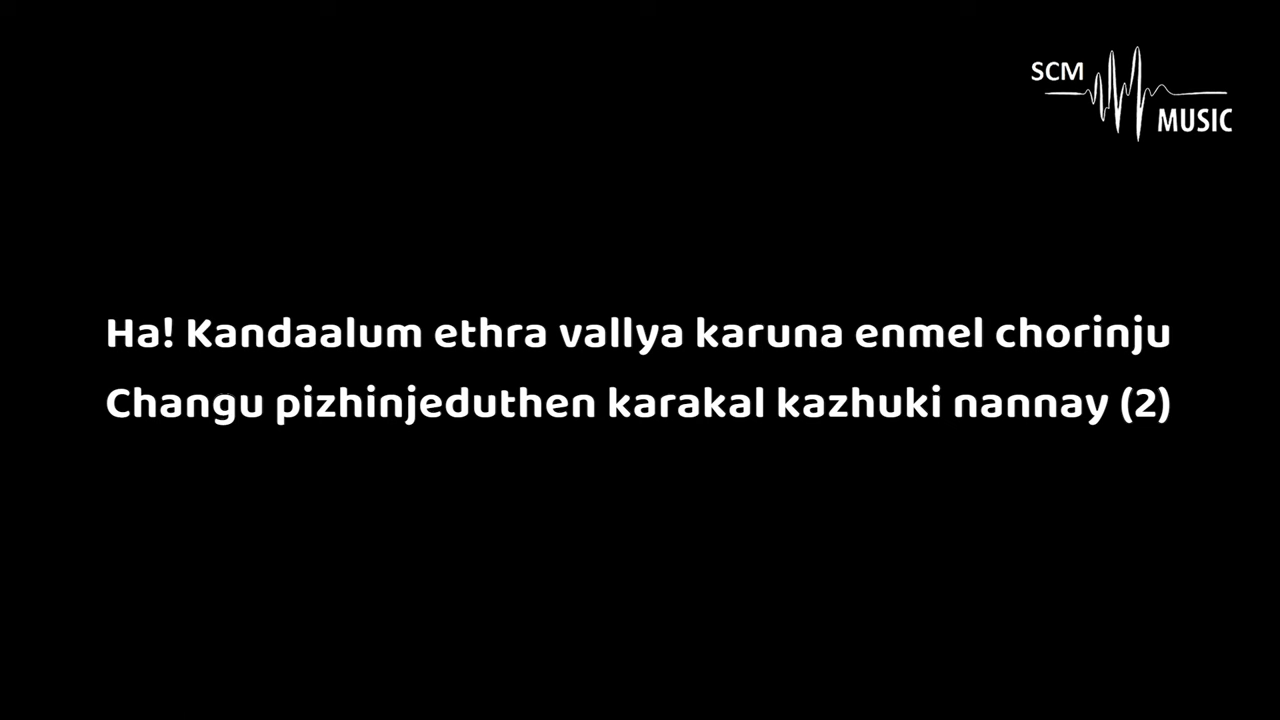 SCM
MUSIC
Ha! Kandaalum ethra vallya karuna enmel chorinju
Changu pizhinjeduthen karakal kazhuki nannay (2)